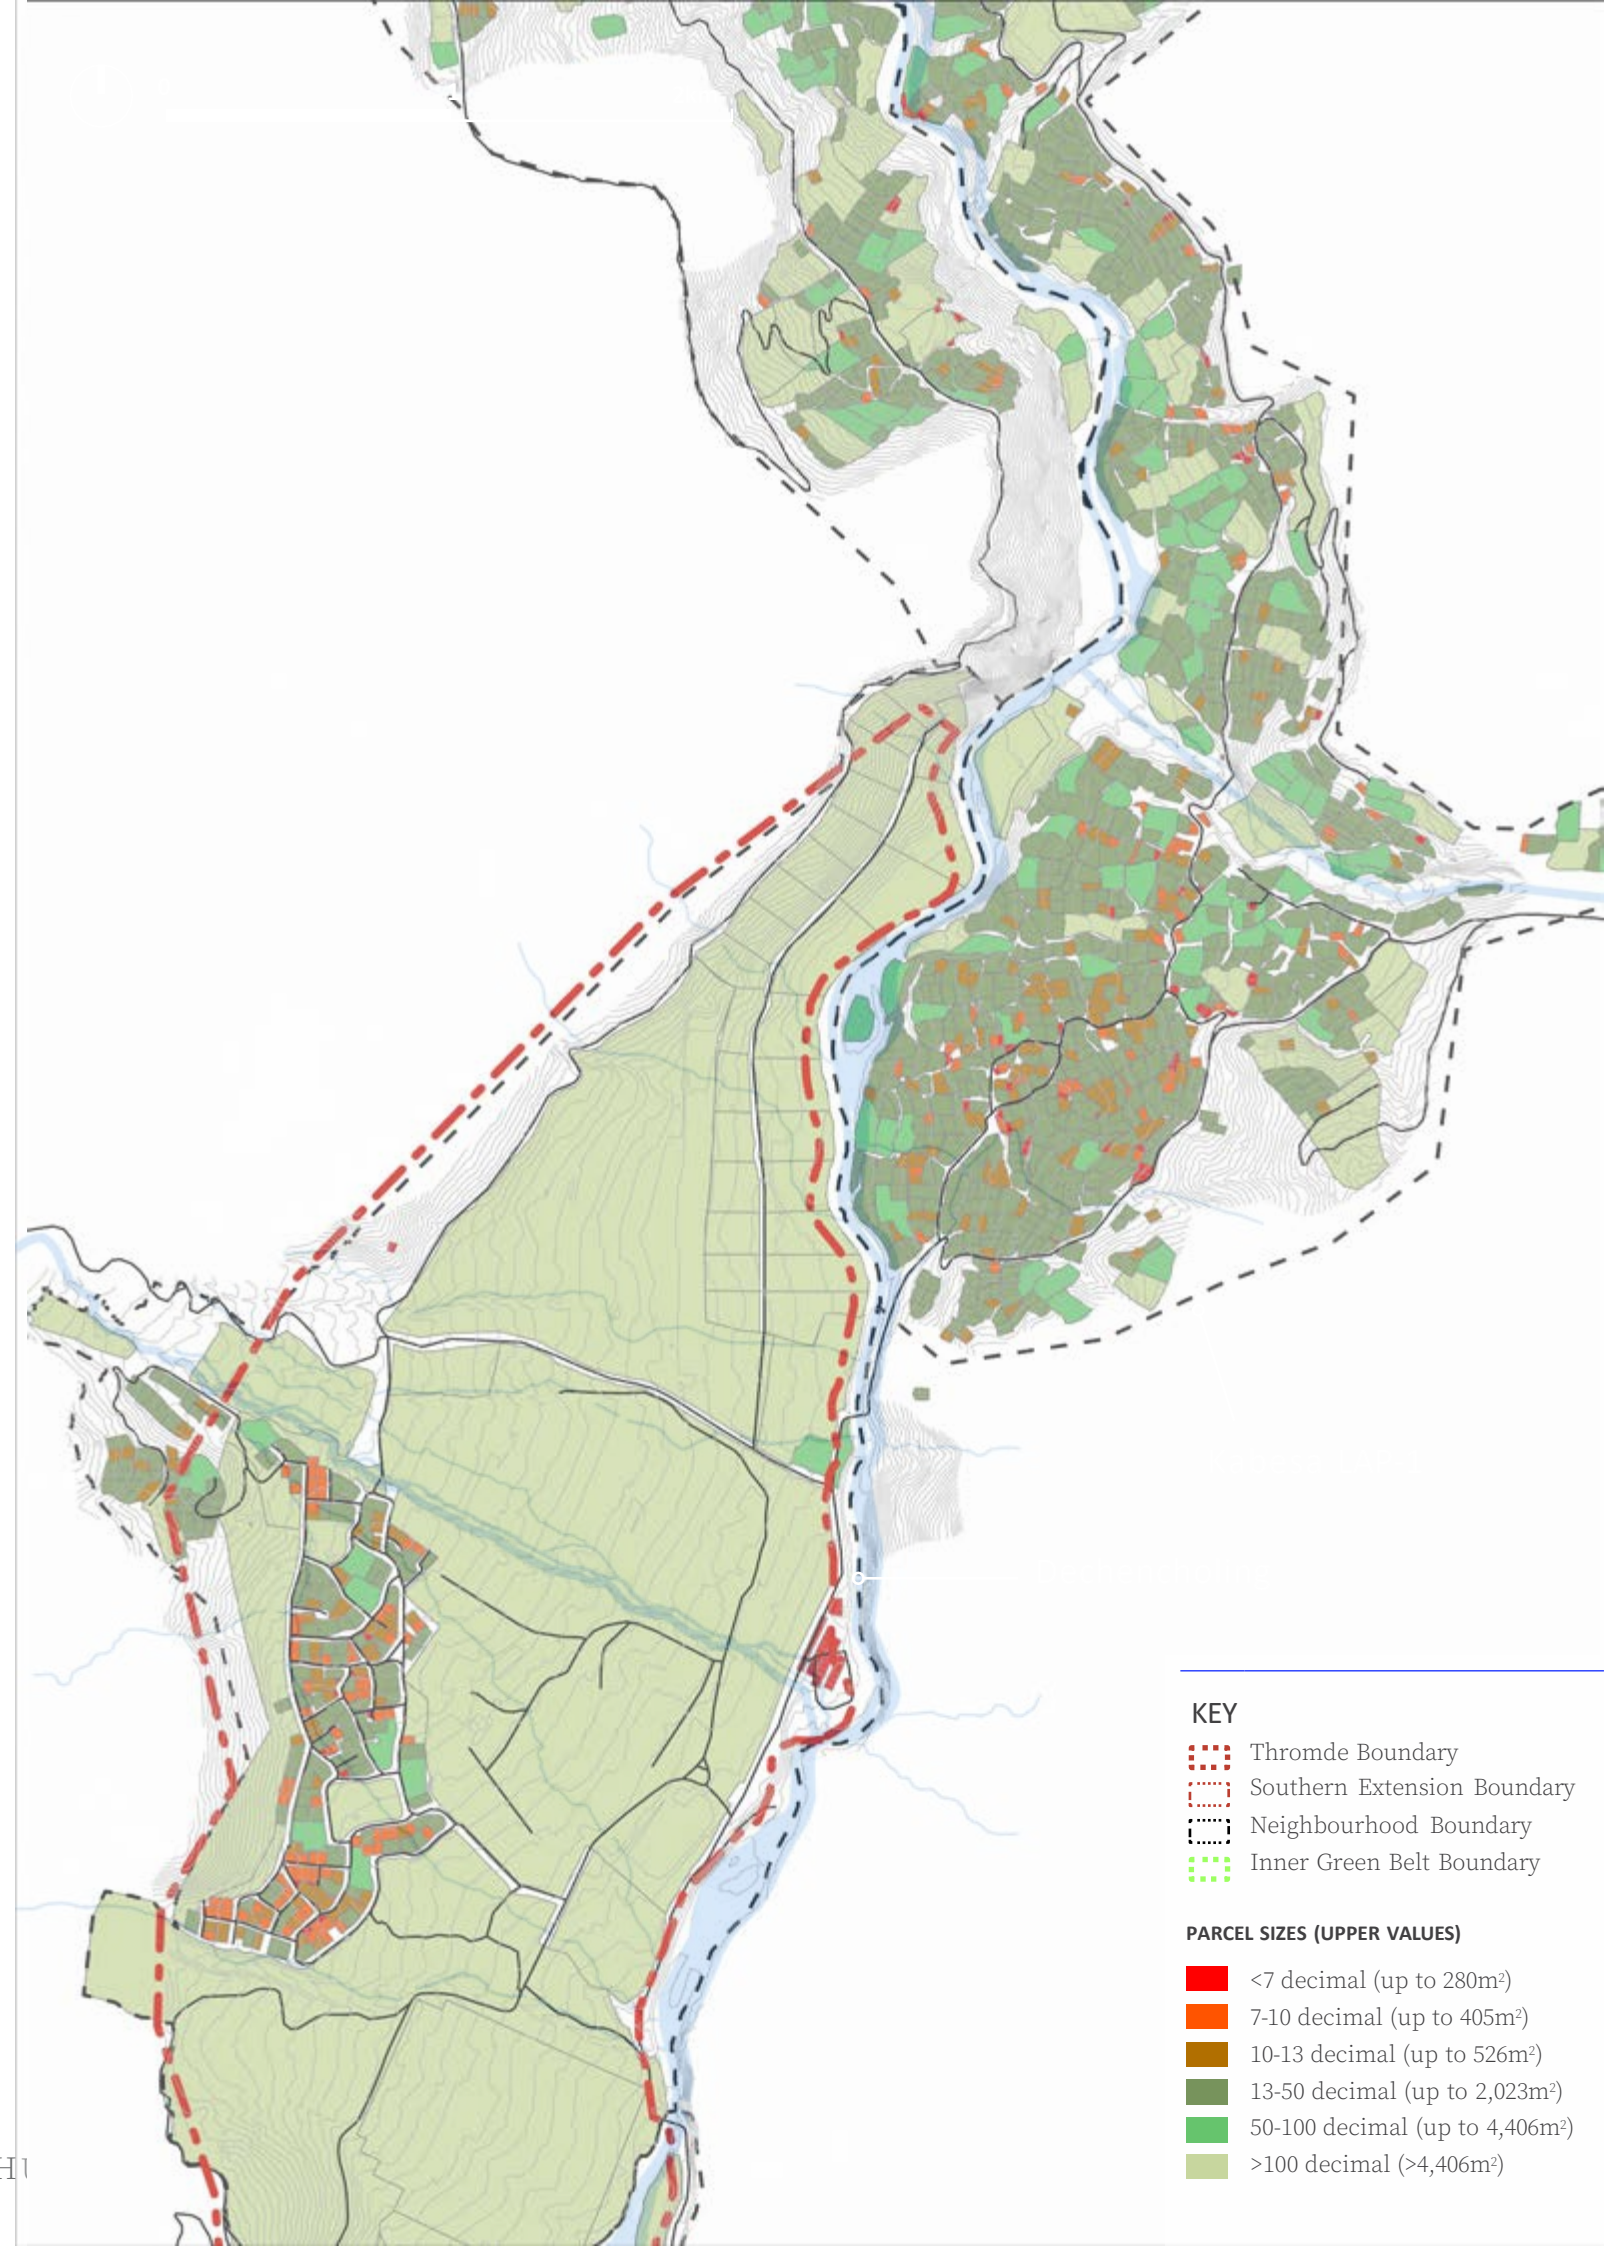 KEY
Thromde Boundary
Southern Extension Boundary
Neighbourhood Boundary
Inner Green Belt Boundary
PARCEL SIZES (UPPER VALUES)
<7 decimal (up to 280m²)
7-10 decimal (up to 405m²)
10-13 decimal (up to 526m²)
13-50 decimal (up to 2,023m²)
50-100 decimal (up to 4,406m²)
>100 decimal (>4,406m²)